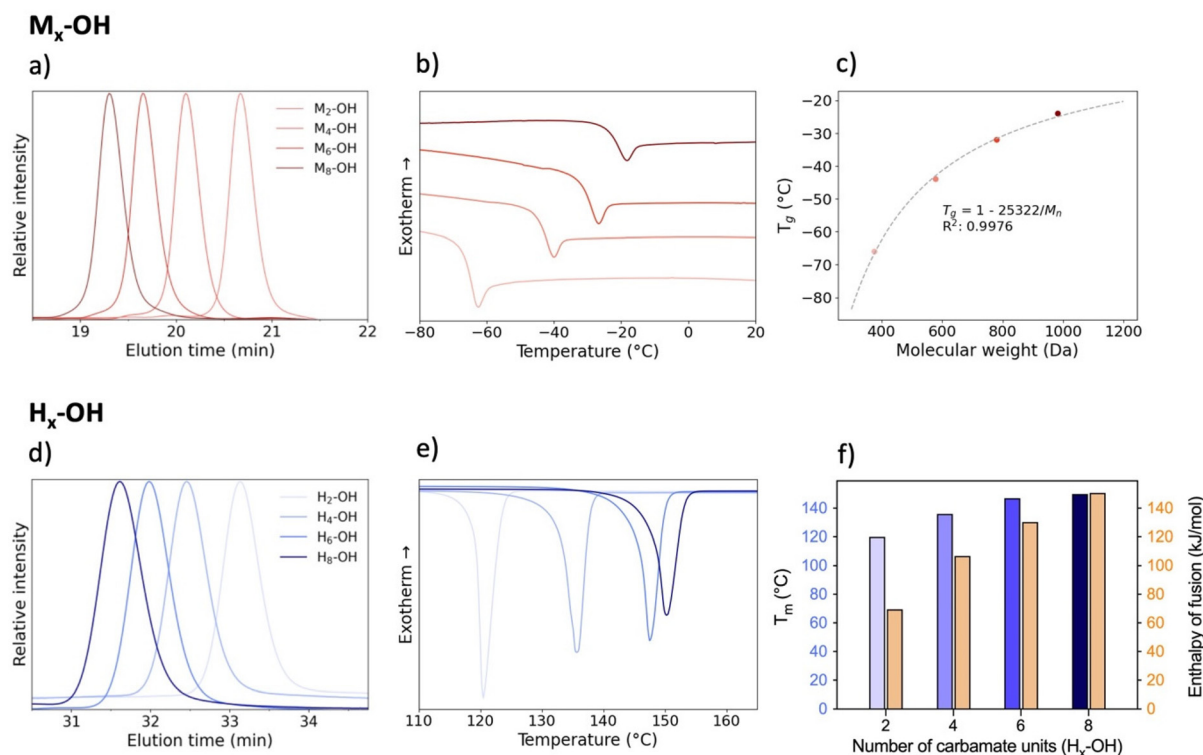 Mx-OH
a)
Relative intensity
M2-OH
M4-OH
M6-OH
M8-OH
19
20
21
22
Elution time (min)
b)
Exotherm →
−80
−60
−40
−20
0
20
Temperature (°C)
c)
Tg (°C)
−20
−30
−40
−50
−60
−70
−80
Tg = 1 - 25322/Mn
R²: 0.9976
400
600
800
1000
1200
Molecular weight (Da)
Hx-OH
d)
Relative intensity
H2-OH
H4-OH
H6-OH
H8-OH
31
32
33
34
Elution time (min)
e)
Exotherm →
110
120
130
140
150
160
Temperature (°C)
f)
Tm (°C)
140
120
100
80
60
40
20
0
140
120
100
80
60
40
20
0
Enthalpy of fusion (kJ/mol)
2
4
6
8
Number of carbamate units (Hx-OH)